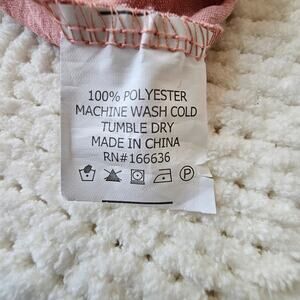 100% POLYESTER
MACHINE WASH COLD
TUMBLE DRY
MADE IN CHINA
RN#166636
P